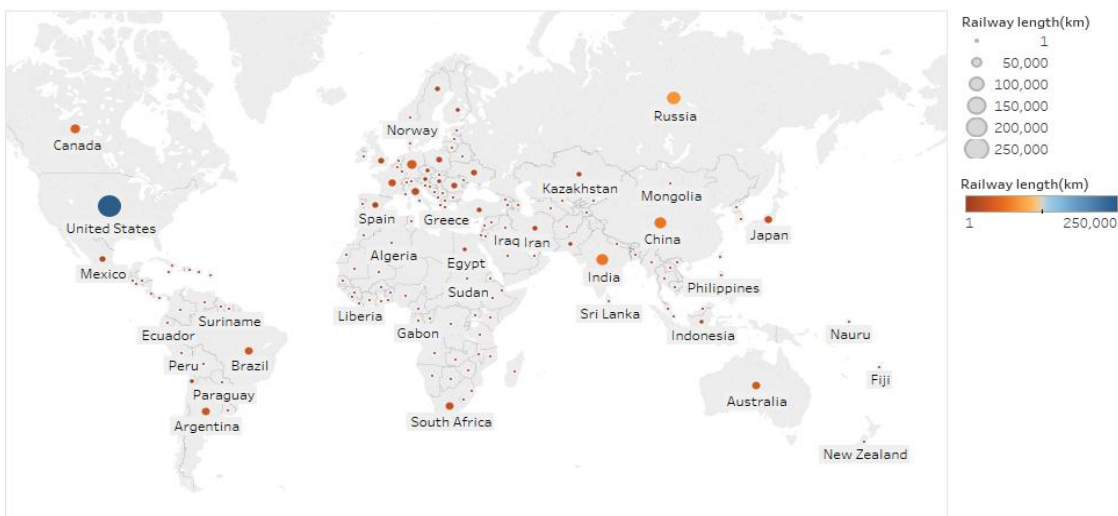 Railway length(km)
1
50,000
100,000
150,000
200,000
250,000
Railway length(km)
1 250,000
Norway
Russia
Canada
Kazakhstan
Mongolia
Spain
Greece
United States
Japan
Iraq Iran
China
Algeria
Egypt
Mexico
India
Sudan
Philippines
Liberia
Sri Lanka
Suriname
Gabon
Ecuador
Indonesia
Nauru
Peru
Brazil
Fiji
Paraguay
Australia
Argentina
South Africa
New Zealand